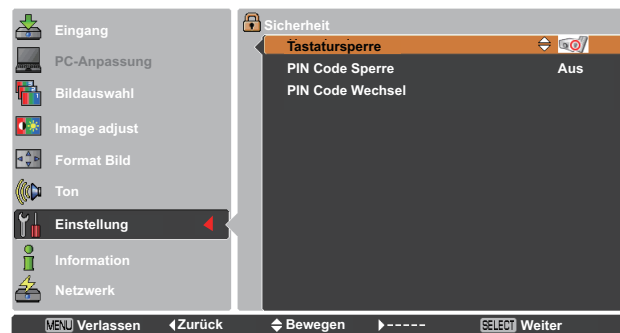 Eingang
PC-Anpassung
Bildauswahl
Image adjust
Format Bild
Ton
Einstellung
Information
Netzwerk
Sicherheit
Tastatursperre
PIN Code Sperre Aus
PIN Code Wechsel
MENU Verlassen Zurück Bewegen ----- SELECT Weiter